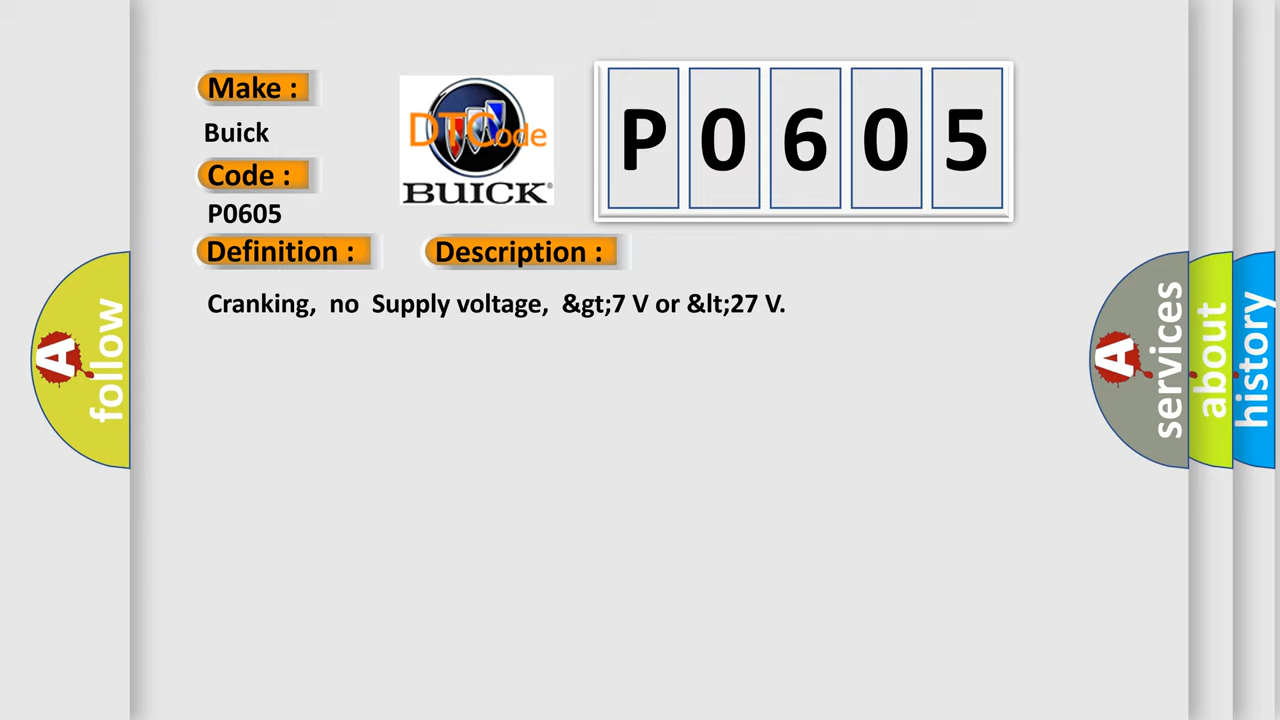 Make :
Buick
Code :
P0605
DTCode
BUICK®
P0605
Definition :
Description :
Cranking, no Supply voltage, &gt;7 V or &lt;27 V.
A
follow
A
services
about
history